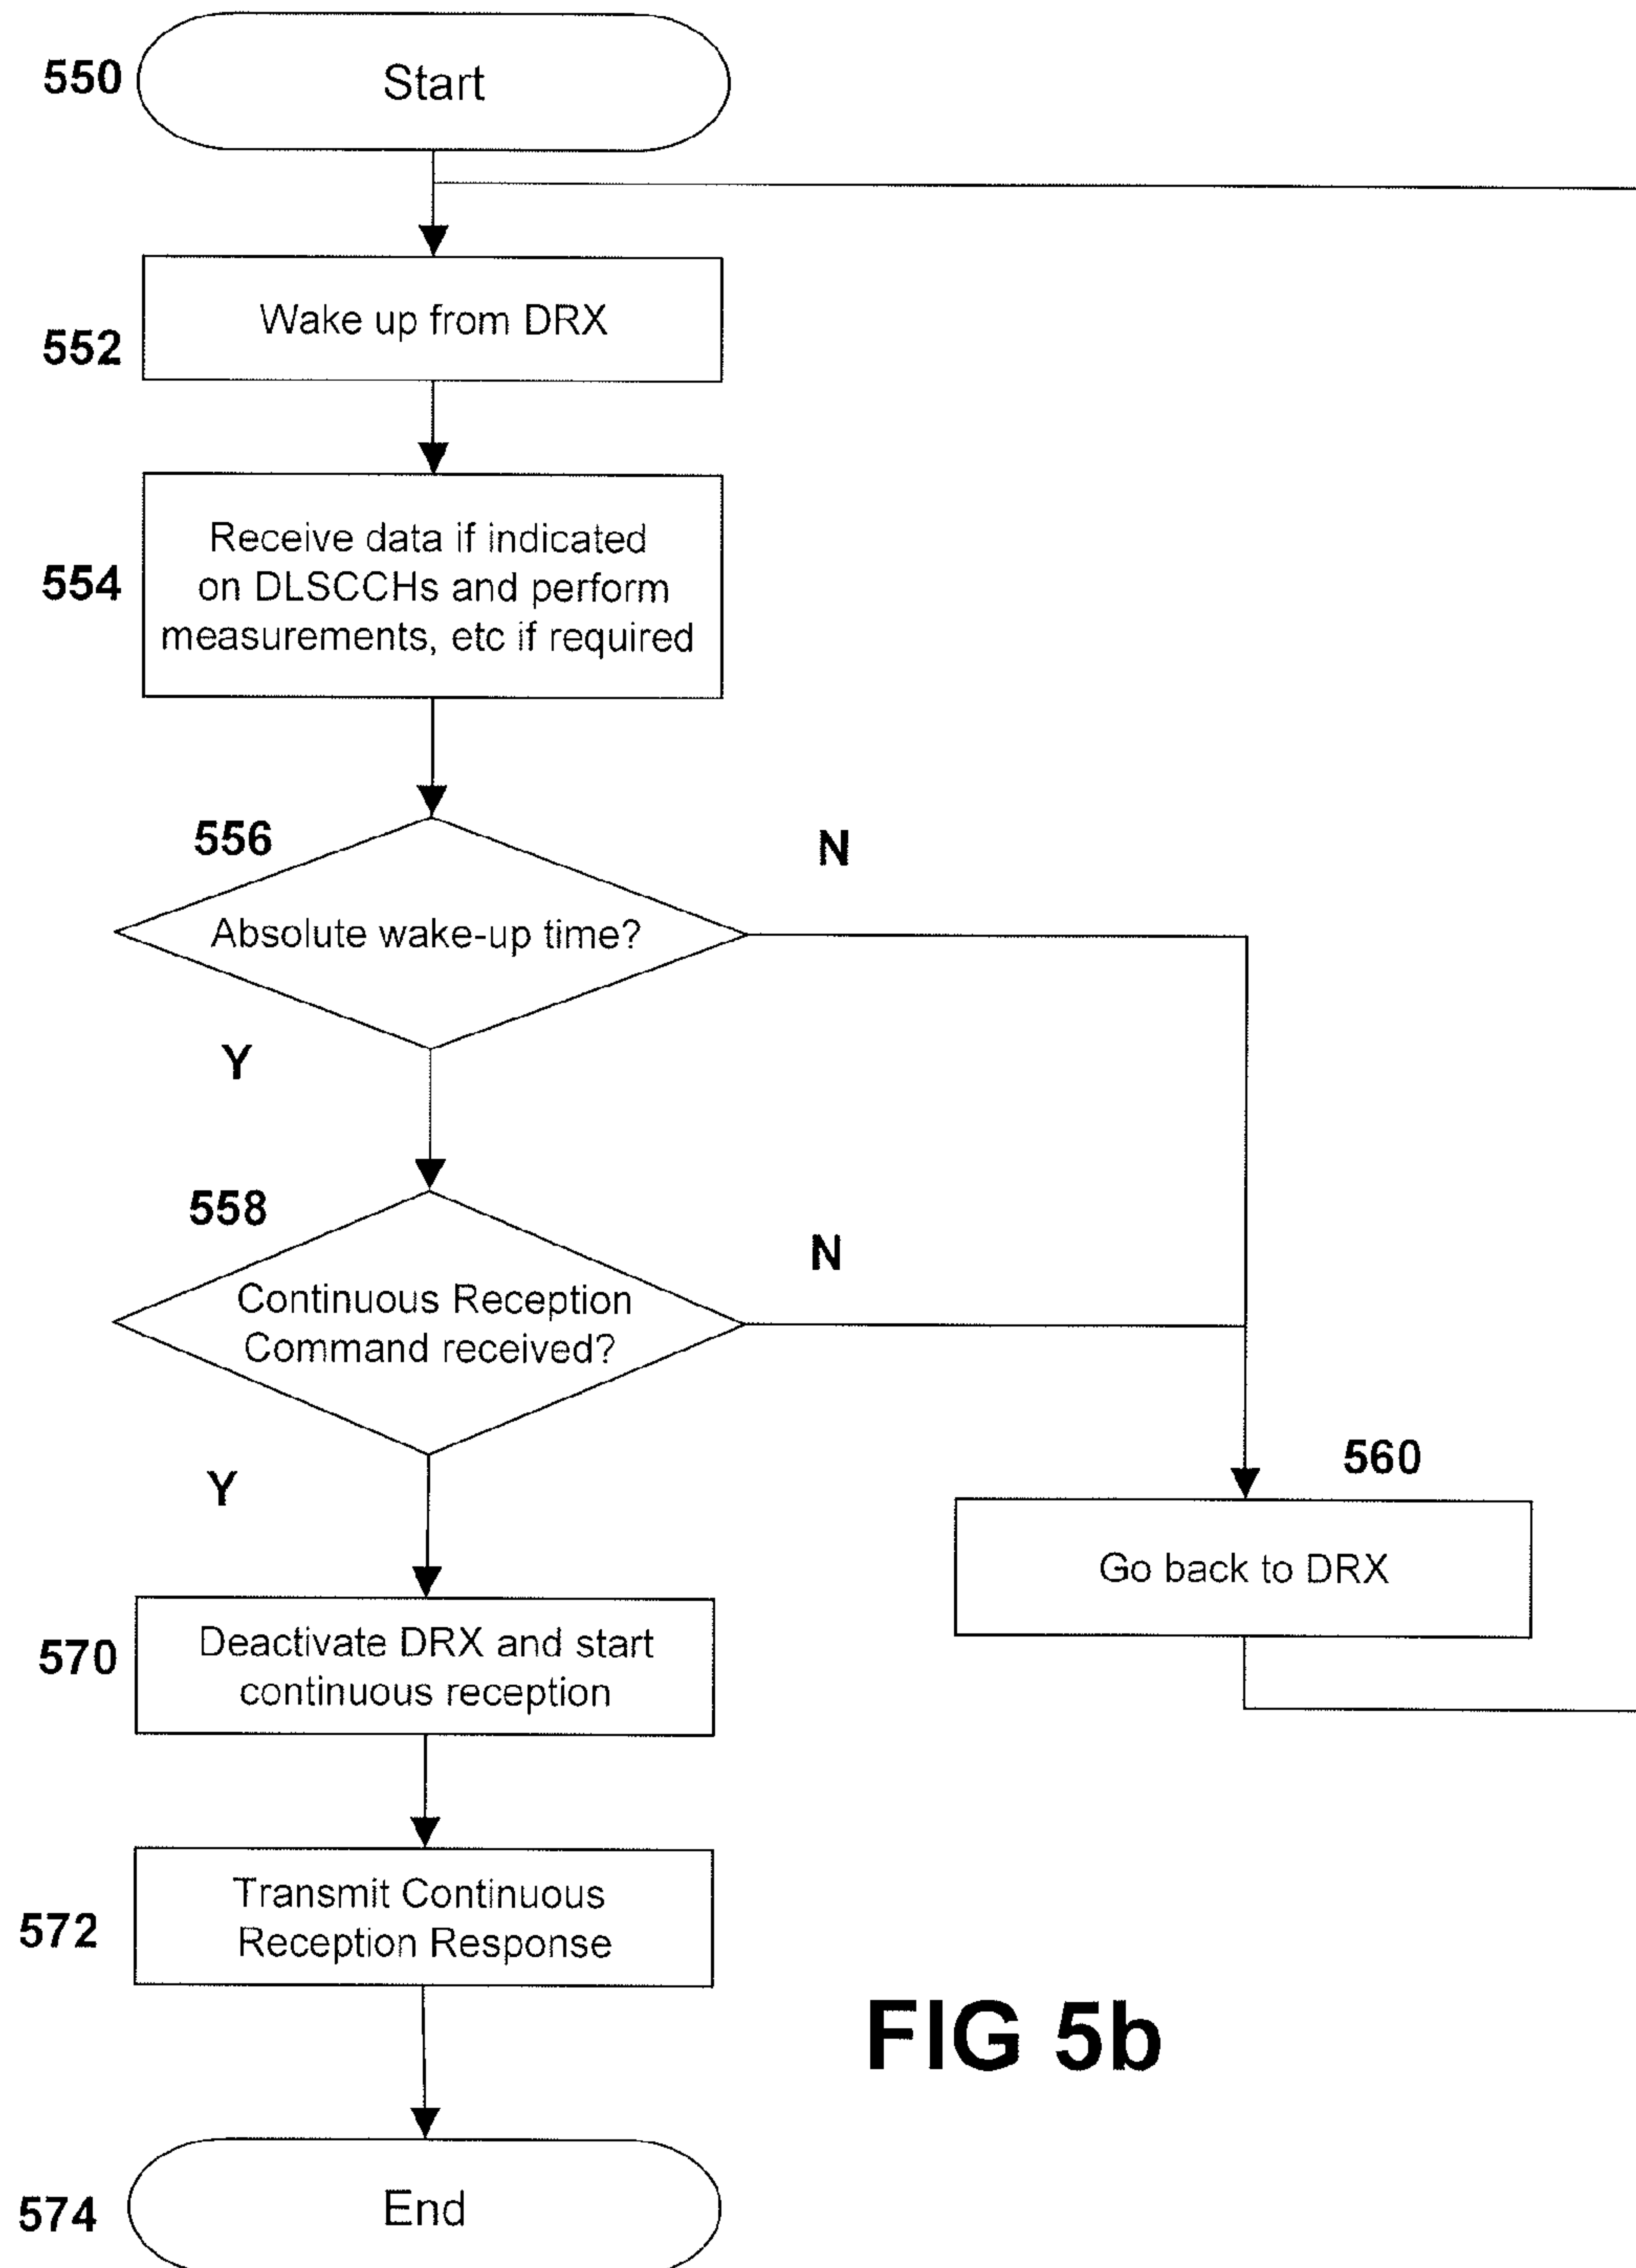 550
Start
552
Wake up from DRX
554
Receive data if indicated
on DLSCCHs and perform
measurements, etc if required
556
N
Absolute wake-up time?
Y
558
N
Continuous Reception
Command received?
Y
560
Go back to DRX
570
Deactivate DRX and start
continuous reception
572
Transmit Continuous
Reception Response
FIG 5b
574
End